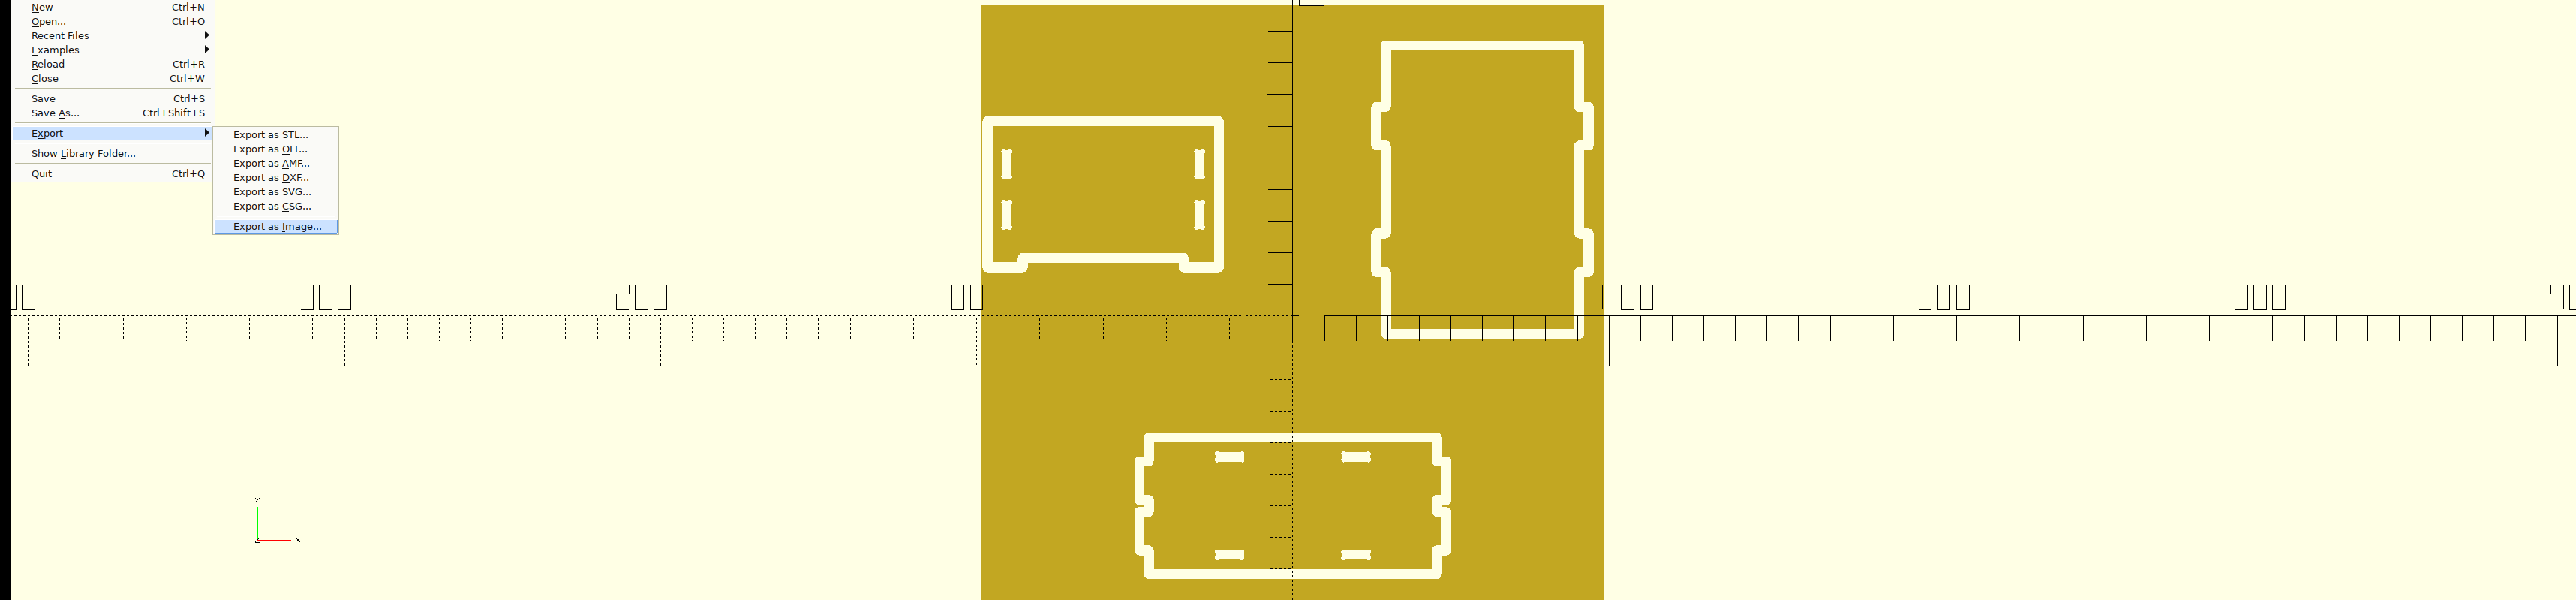 New Ctrl+N
Open... Ctrl+O
Recent Files
Examples
Reload Ctrl+R
Close Ctrl+W
Save Ctrl+S
Save As... Ctrl+Shift+S
Export
Show Library Folder...
Quit Ctrl+Q
Export as STL...
Export as OFF...
Export as AMF...
Export as DXF...
Export as SVG...
Export as CSG...
Export as Image...
00 -300 -200 -100 100 200 300 4
Y
Z X